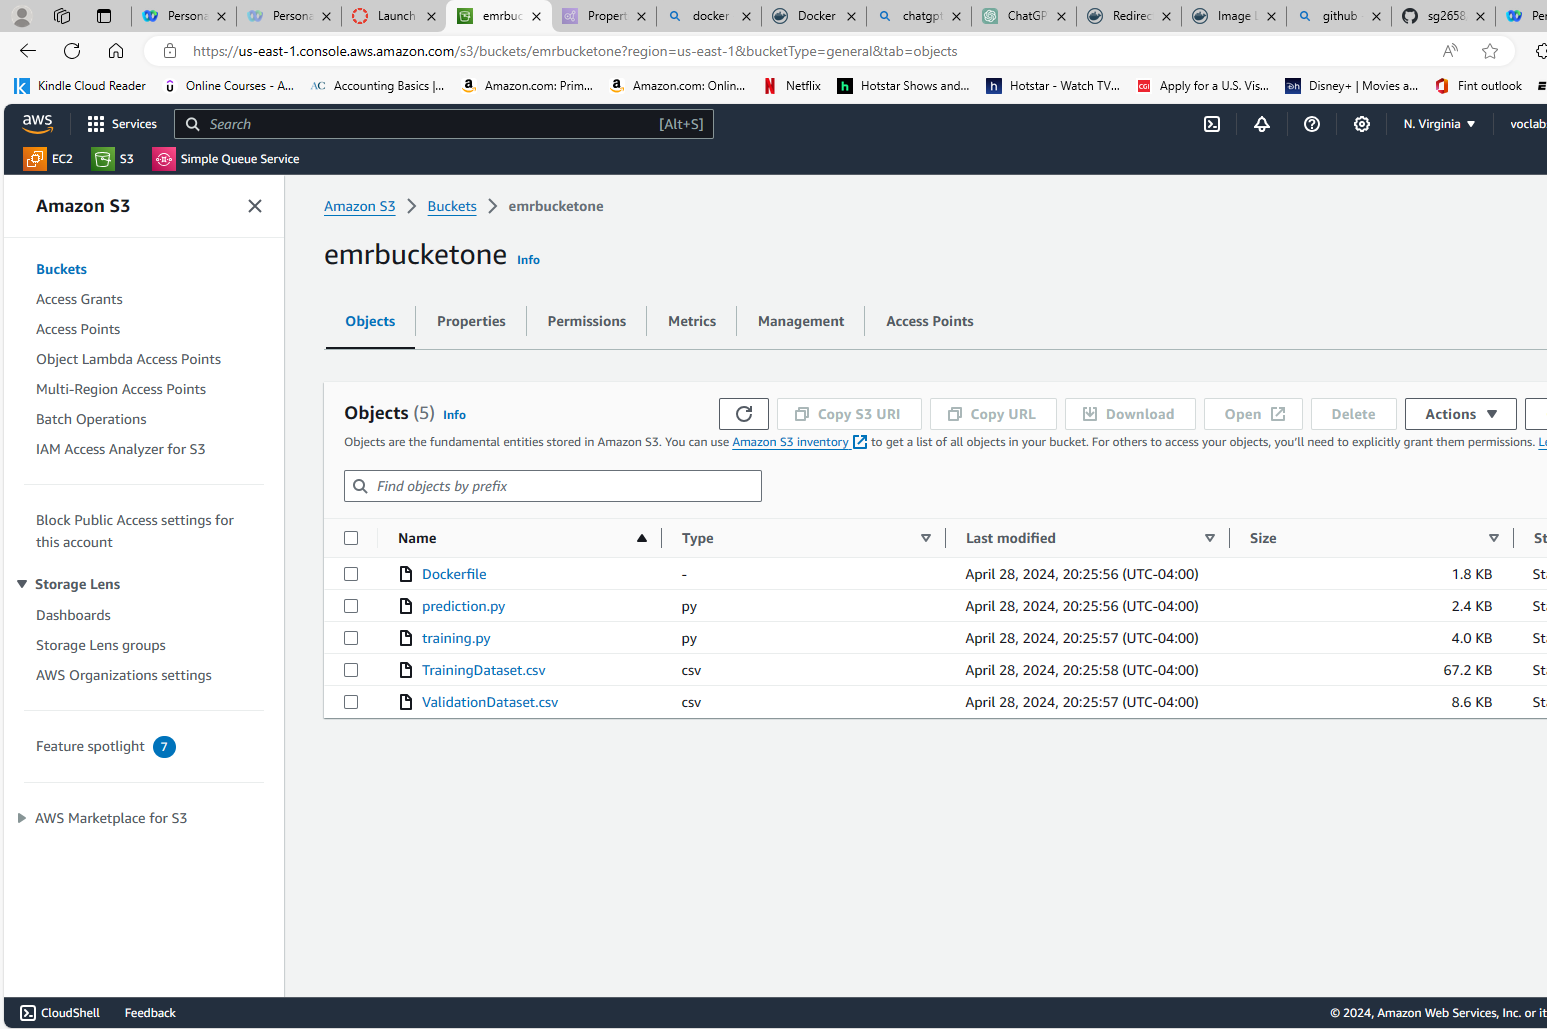 Persona
Persona
Launch
emrbuc
Propert
docker
Docker
chatgpt
ChatGP
Redirec
Image L
github
sg2658
Per
https://us-east-1.console.aws.amazon.com/s3/buckets/emrbucketone?region=us-east-1&bucketType=general&tab=objects
Kindle Cloud Reader
Online Courses - A...
AC Accounting Basics |...
Amazon.com: Prim...
Amazon.com: Onlin...
Netflix
Hotstar Shows and...
Hotstar - Watch TV...
CGI Apply for a U.S. Vis...
Disney+ | Movies a...
Fint outlook
aws
Services
Search [Alt+S]
N. Virginia
voclabs
EC2
S3
Simple Queue Service
Amazon S3
Buckets
Access Grants
Access Points
Object Lambda Access Points
Multi-Region Access Points
Batch Operations
IAM Access Analyzer for S3
Block Public Access settings for
this account
Storage Lens
Dashboards
Storage Lens groups
AWS Organizations settings
Feature spotlight 7
AWS Marketplace for S3
Amazon S3 > Buckets > emrbucketone
emrbucketone Info
Objects
Properties
Permissions
Metrics
Management
Access Points
Objects (5) Info
Copy S3 URI
Copy URL
Download
Open
Delete
Actions
Objects are the fundamental entities stored in Amazon S3. You can use Amazon S3 inventory to get a list of all objects in your bucket. For others to access your objects, you'll need to explicitly grant them permissions. Le
Find objects by prefix
Name Type Last modified Size St
Dockerfile - April 28, 2024, 20:25:56 (UTC-04:00) 1.8 KB Sta
prediction.py py April 28, 2024, 20:25:56 (UTC-04:00) 2.4 KB Sta
training.py py April 28, 2024, 20:25:57 (UTC-04:00) 4.0 KB Sta
TrainingDataset.csv csv April 28, 2024, 20:25:58 (UTC-04:00) 67.2 KB Sta
ValidationDataset.csv csv April 28, 2024, 20:25:57 (UTC-04:00) 8.6 KB Sta
CloudShell
Feedback
© 2024, Amazon Web Services, Inc. or it